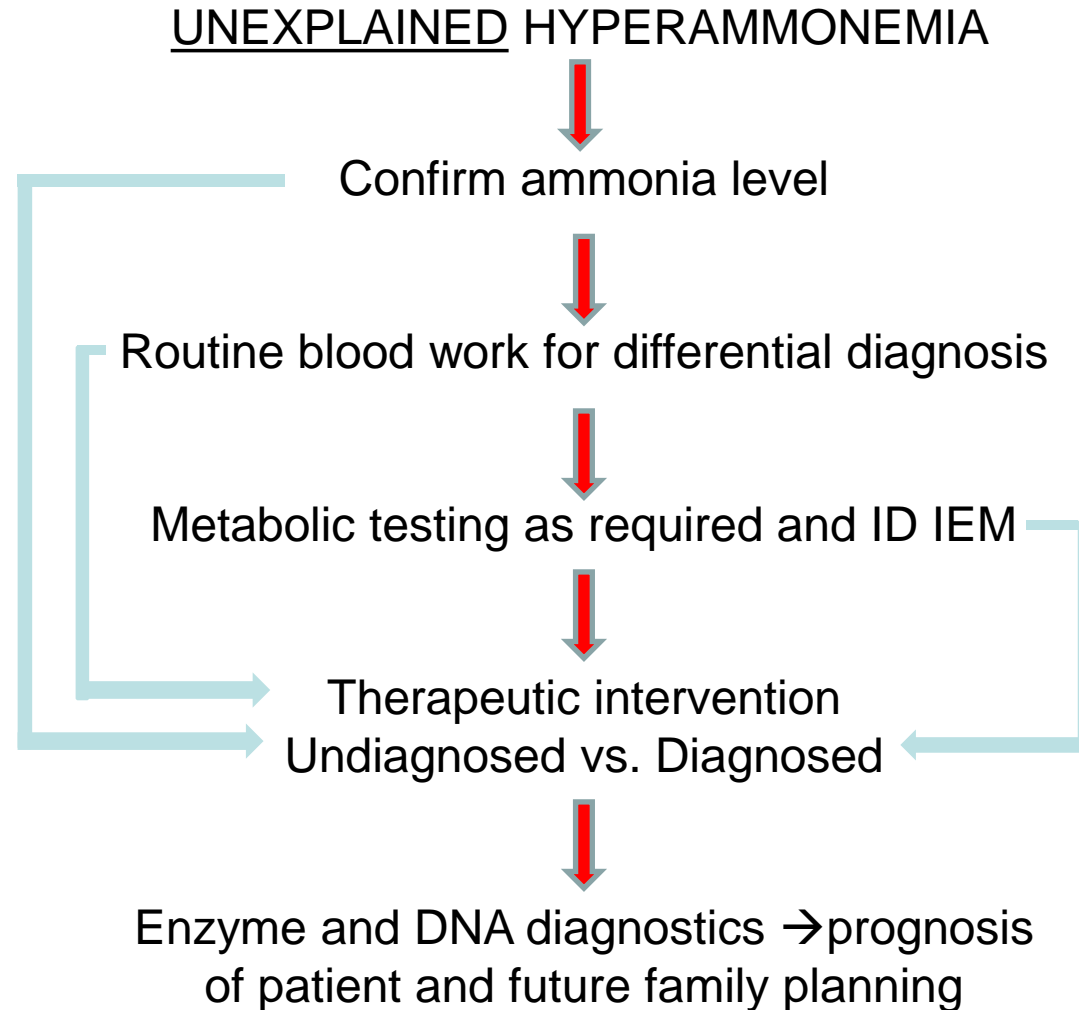 UNEXPLAINED HYPERAMMONEMIA
Confirm ammonia level
Routine blood work for differential diagnosis
Metabolic testing as required and ID IEM
Therapeutic intervention
Undiagnosed vs. Diagnosed
Enzyme and DNA diagnostics →prognosis
of patient and future family planning